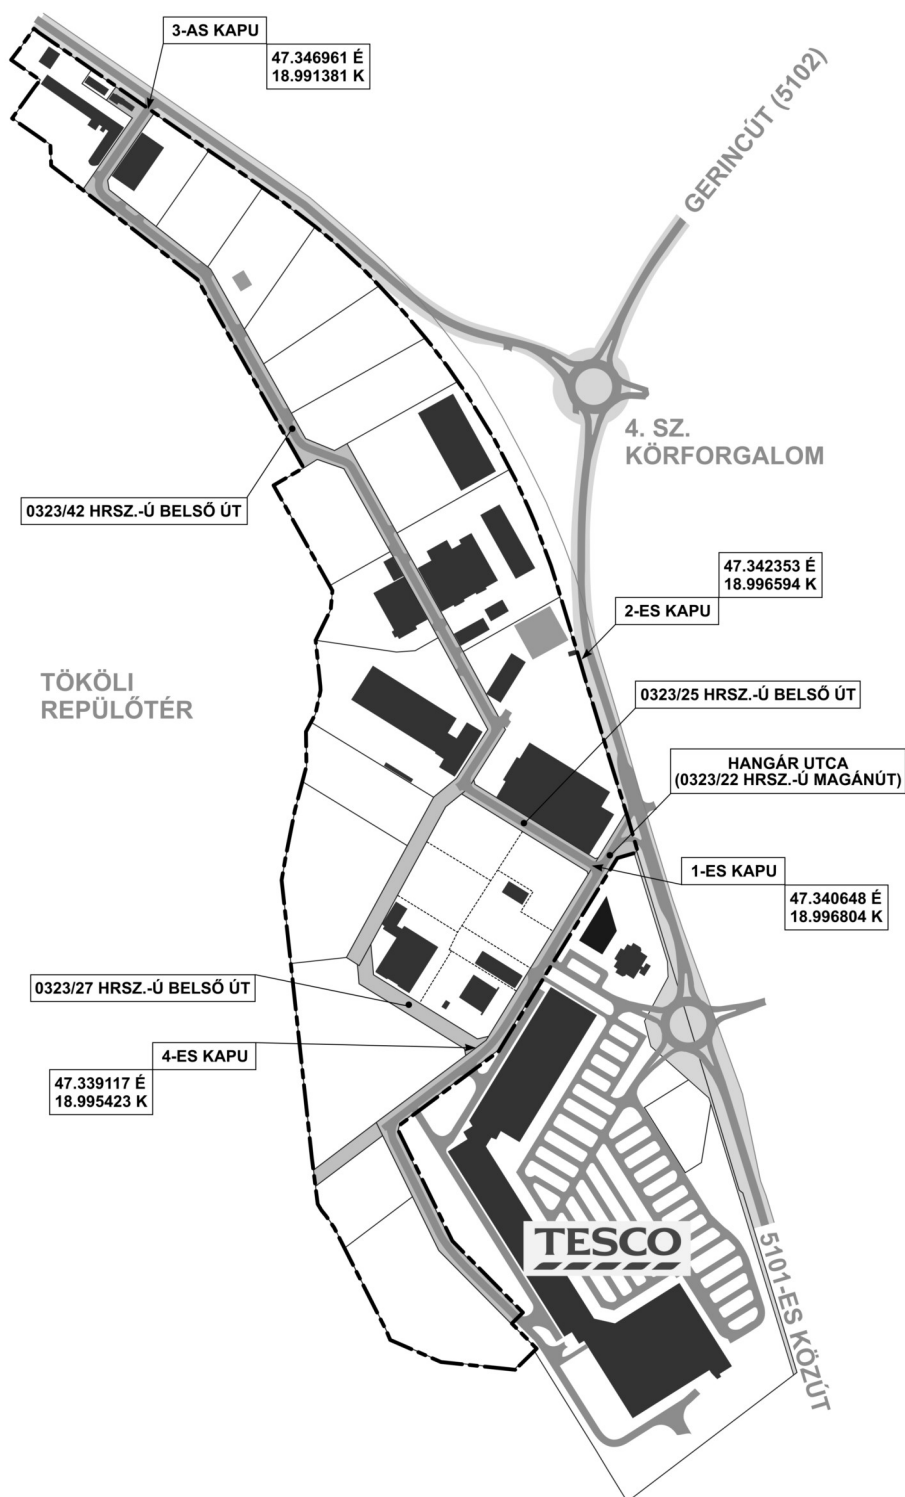 3-AS KAPU
47.346961 É
18.991381 K
GERINCÚT (5102)
4. SZ.
KÖRFORGALOM
0323/42 HRSZ.-Ú BELSŐ ÚT
47.342353 É
18.996594 K
2-ES KAPU
TÖKÖLI
REPÜLŐTÉR
0323/25 HRSZ.-Ú BELSŐ ÚT
HANGÁR UTCA
(0323/22 HRSZ.-Ú MAGÁNÚT)
1-ES KAPU
47.340648 É
18.996804 K
0323/27 HRSZ.-Ú BELSŐ ÚT
4-ES KAPU
47.339117 É
18.995423 K
TESCO
5101-ES KÖZÚT